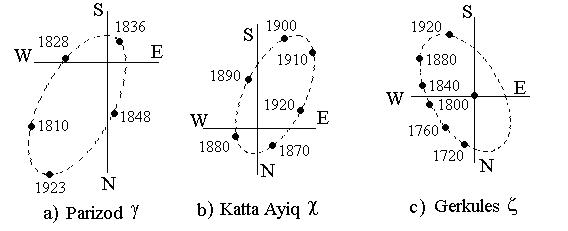 S
1836
1828
W
E
1848
1810
N
1923
a) Parizod γ
S
1900
1910
1890
1920
W
E
1880
1870
N
b) Katta Ayiq χ
S
1920
1880
1840
E
W
1800
1760
1720
N
c) Gerkules ζ